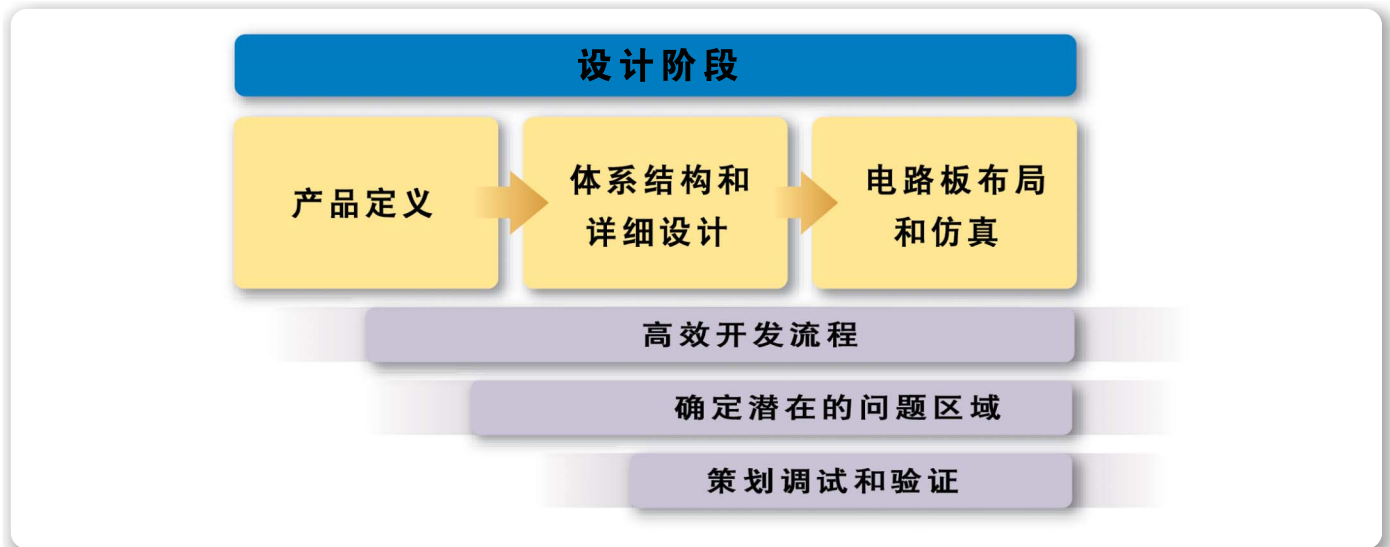 设计阶段
产品定义
体系结构和
详细设计
电路板布局
和仿真
高效开发流程
确定潜在的问题区域
策划调试和验证